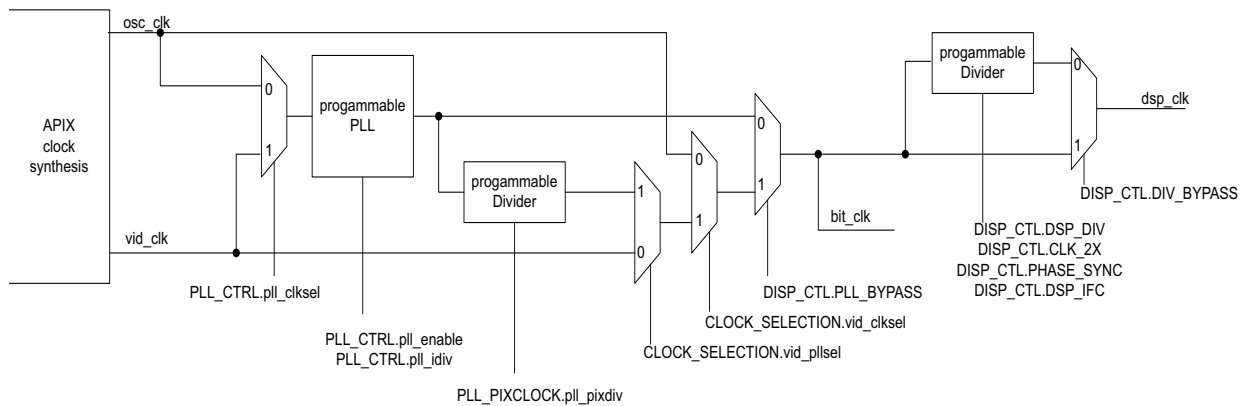 osc_clk
APIX
clock
synthesis
vid_clk
0
1
PLL_CTRL.pll_clksel
progammable
PLL
PLL_CTRL.pll_enable
PLL_CTRL.pll_idiv
progammable
Divider
PLL_PIXCLOCK.pll_pixdiv
1
0
CLOCK_SELECTION.vid_pllsel
0
1
CLOCK_SELECTION.vid_clksel
0
1
DISP_CTL.PLL_BYPASS
bit_clk
progammable
Divider
DISP_CTL.DSP_DIV
DISP_CTL.CLK_2X
DISP_CTL.PHASE_SYNC
DISP_CTL.DSP_IFC
0
1
DISP_CTL.DIV_BYPASS
dsp_clk